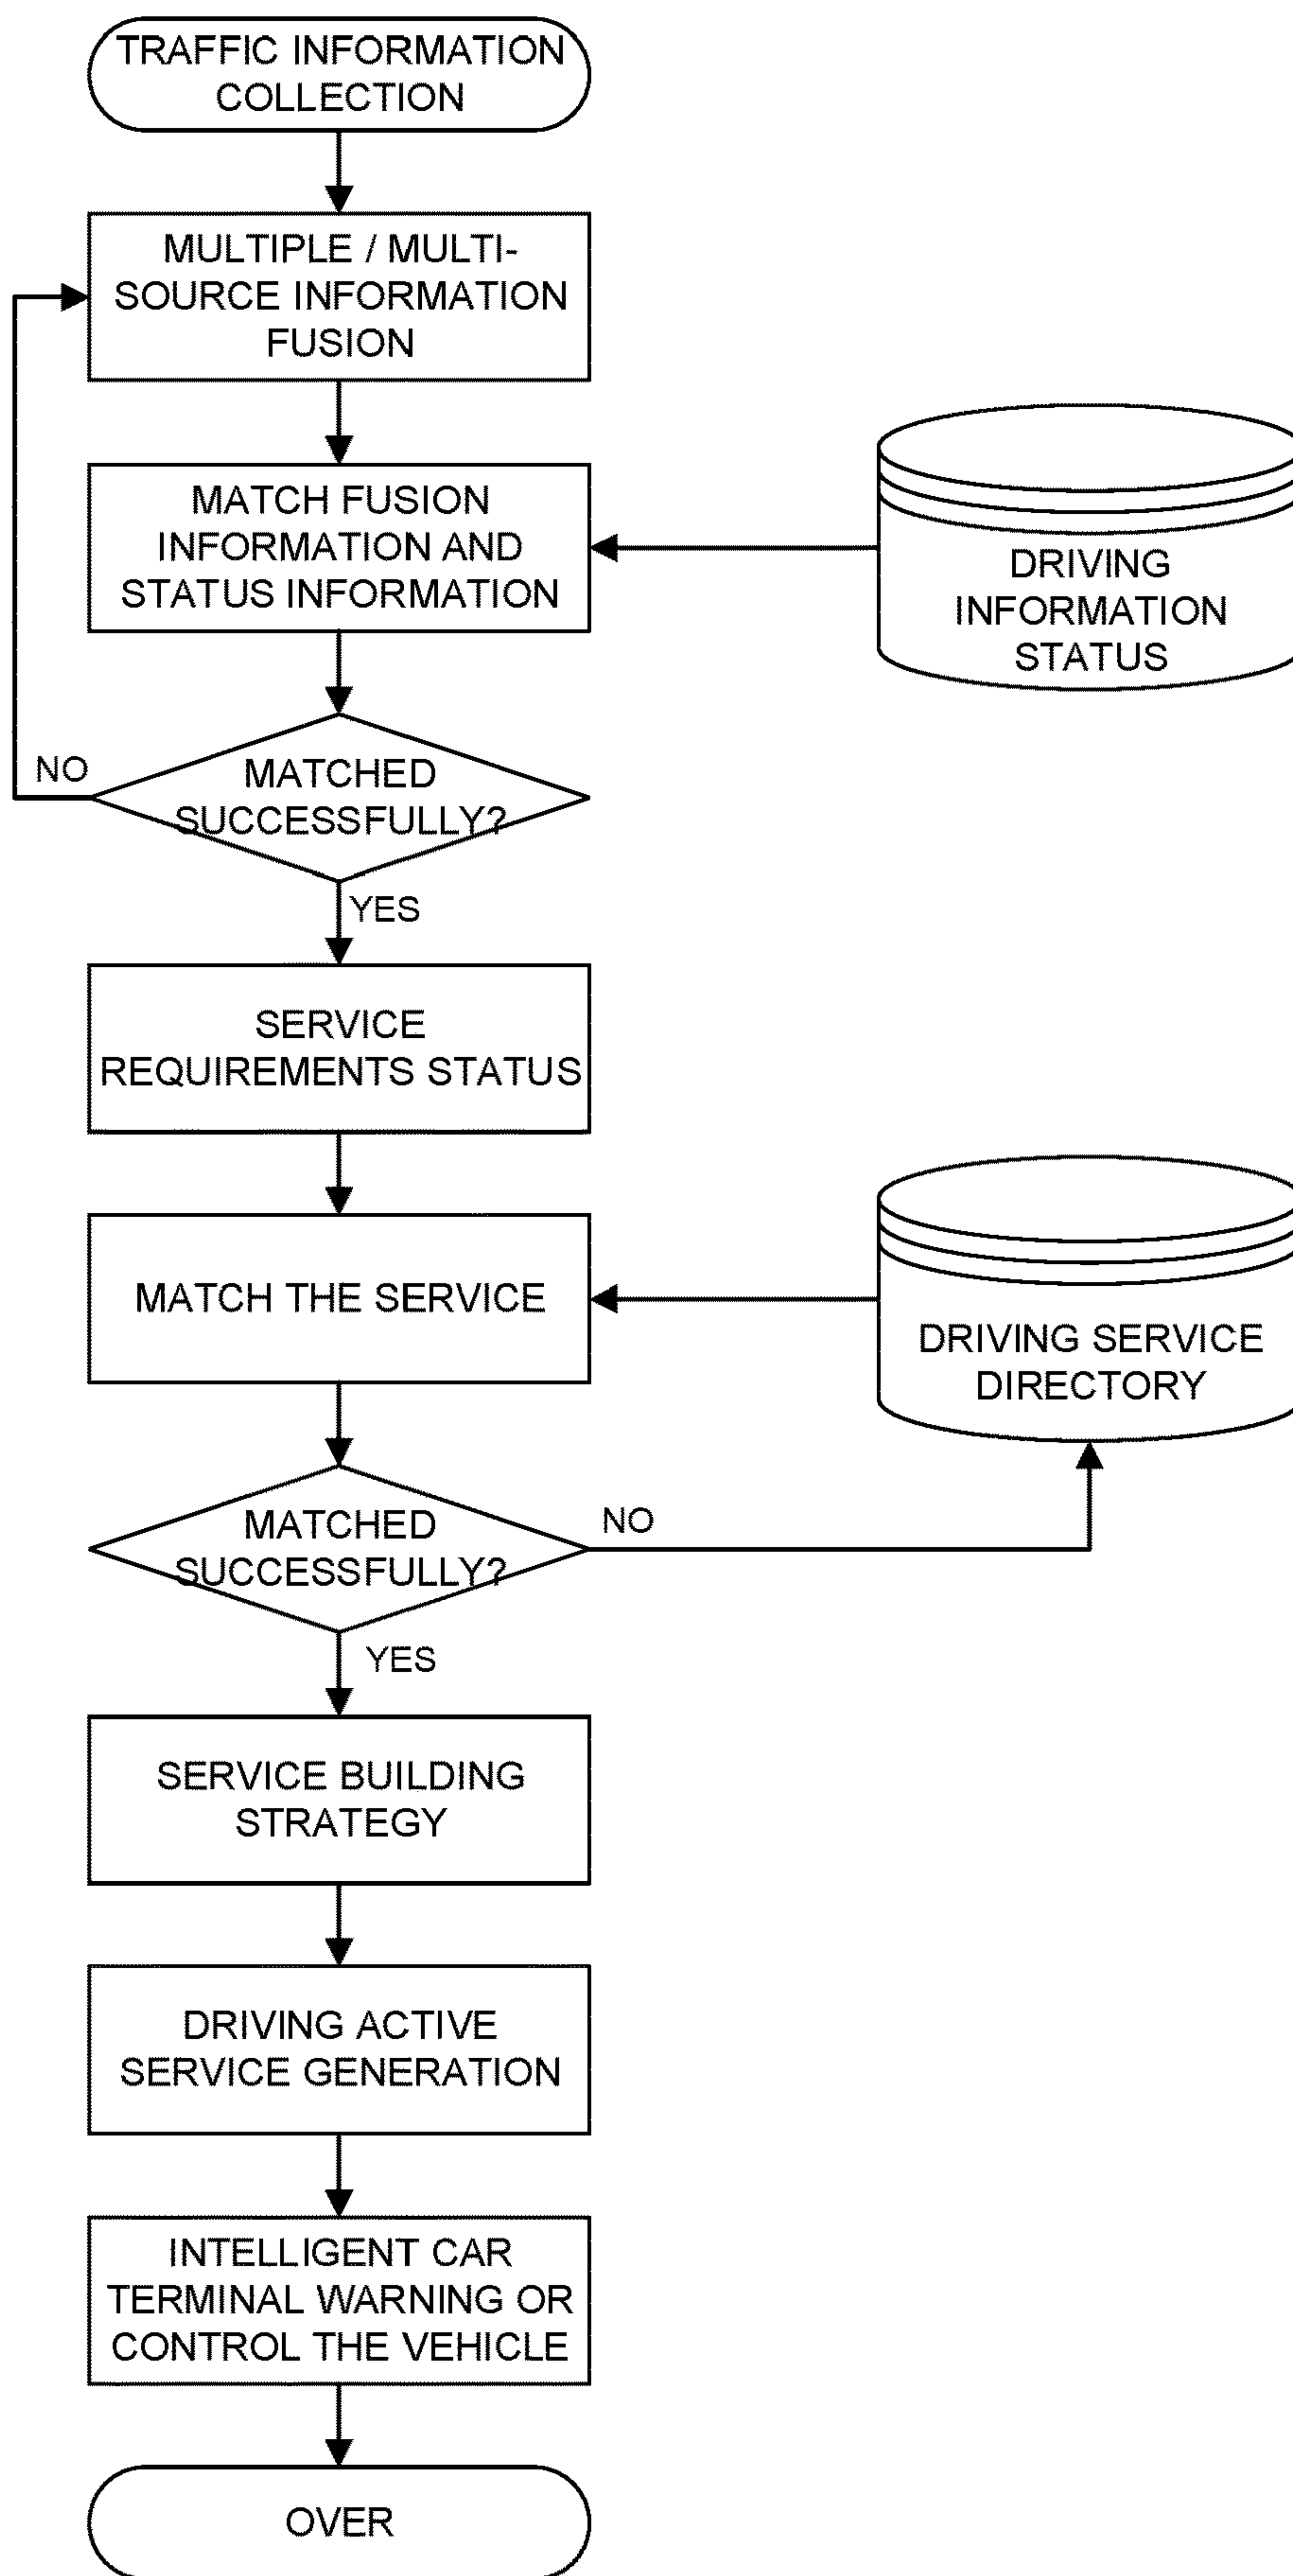 TRAFFIC INFORMATION
COLLECTION
MULTIPLE / MULTI-
SOURCE INFORMATION
FUSION
MATCH FUSION
INFORMATION AND
STATUS INFORMATION
DRIVING
INFORMATION
STATUS
MATCHED
SUCCESSFULLY?
NO
YES
SERVICE
REQUIREMENTS STATUS
MATCH THE SERVICE
DRIVING SERVICE
DIRECTORY
MATCHED
SUCCESSFULLY?
NO
YES
SERVICE BUILDING
STRATEGY
DRIVING ACTIVE
SERVICE GENERATION
INTELLIGENT CAR
TERMINAL WARNING OR
CONTROL THE VEHICLE
OVER